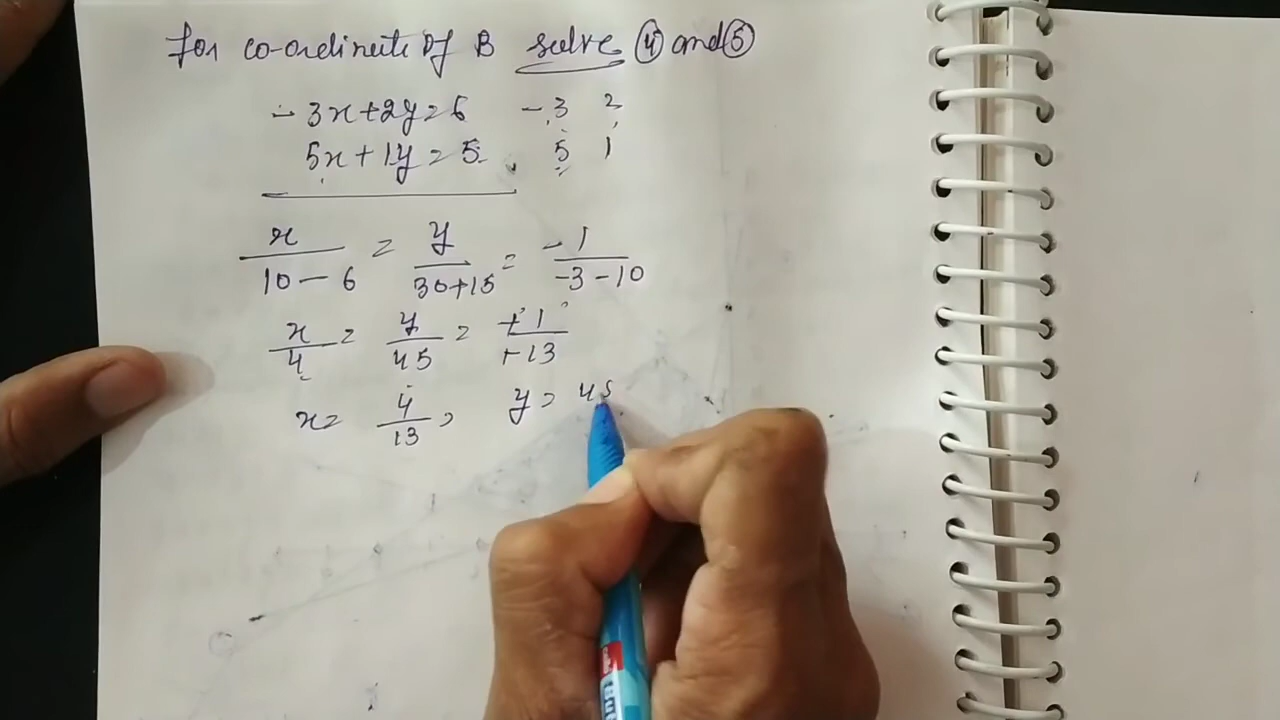 for co-ordinate of B solve ④ and ⑤
- 3x+2y=6 -3 2
5x+1y=5 5 1
x/10-6 = y/30+15 = -1/-3-10
x/4 = y/45 = +1/+13
x= 4/13, y= 45